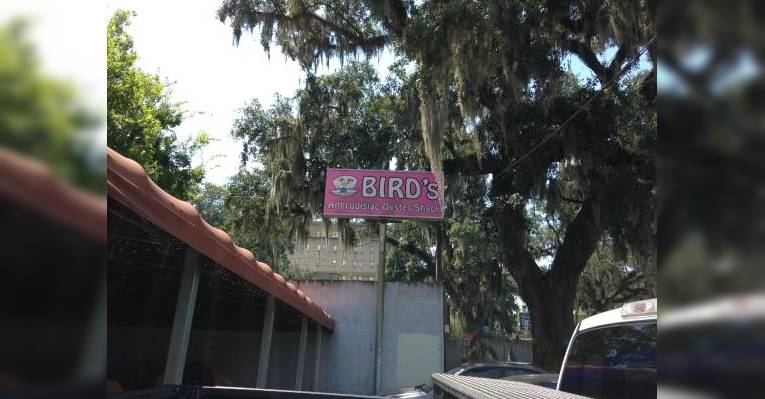 BIRD'S
Aphrodisiac Oyster Shack